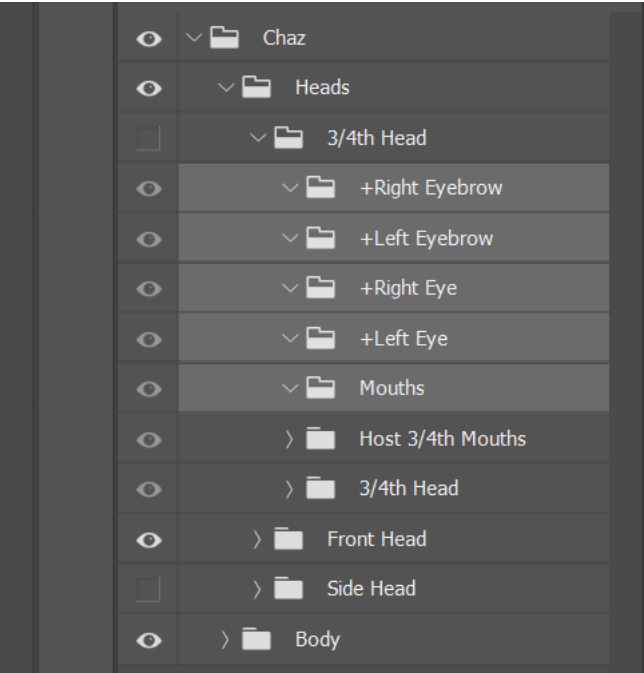 Chaz
Heads
3/4th Head
+Right Eyebrow
+Left Eyebrow
+Right Eye
+Left Eye
Mouths
Host 3/4th Mouths
3/4th Head
Front Head
Side Head
Body